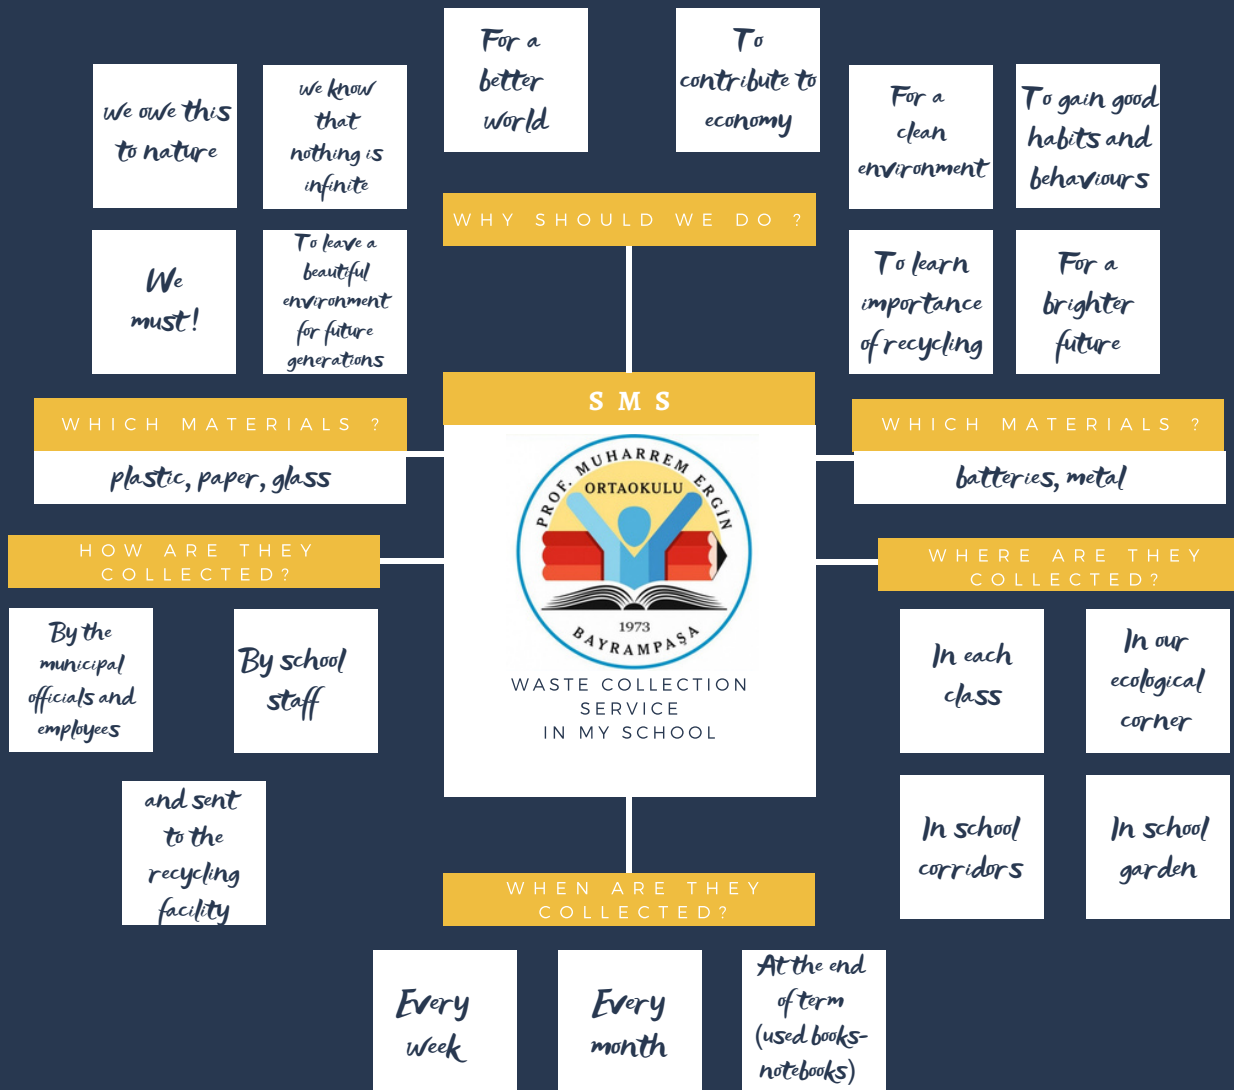 For a
better
world
To
contribute to
economy
we owe this
to nature
we know
that
nothing is
infinite
For a
clean
environment
To gain good
habits and
behaviours
We
must!
To leave a
beautiful
environment
for future
generations
WHY SHOULD WE DO ?
To learn
importance
of recycling
For a
brighter
future
WHICH MATERIALS ?
plastic, paper, glass
SMS
PROF. MUHARREM ERGİN
ORTAOKULU
1973
BAYRAMPAŞA
WASTE COLLECTION
SERVICE
IN MY SCHOOL
WHICH MATERIALS ?
batteries, metal
HOW ARE THEY
COLLECTED?
By the
municipal
officials and
employees
By school
staff
and sent
to the
recycling
facility
WHERE ARE THEY
COLLECTED?
In each
class
In our
ecological
corner
In school
corridors
In school
garden
WHEN ARE THEY
COLLECTED?
Every
week
Every
month
At the end
of term
(used books-
notebooks)